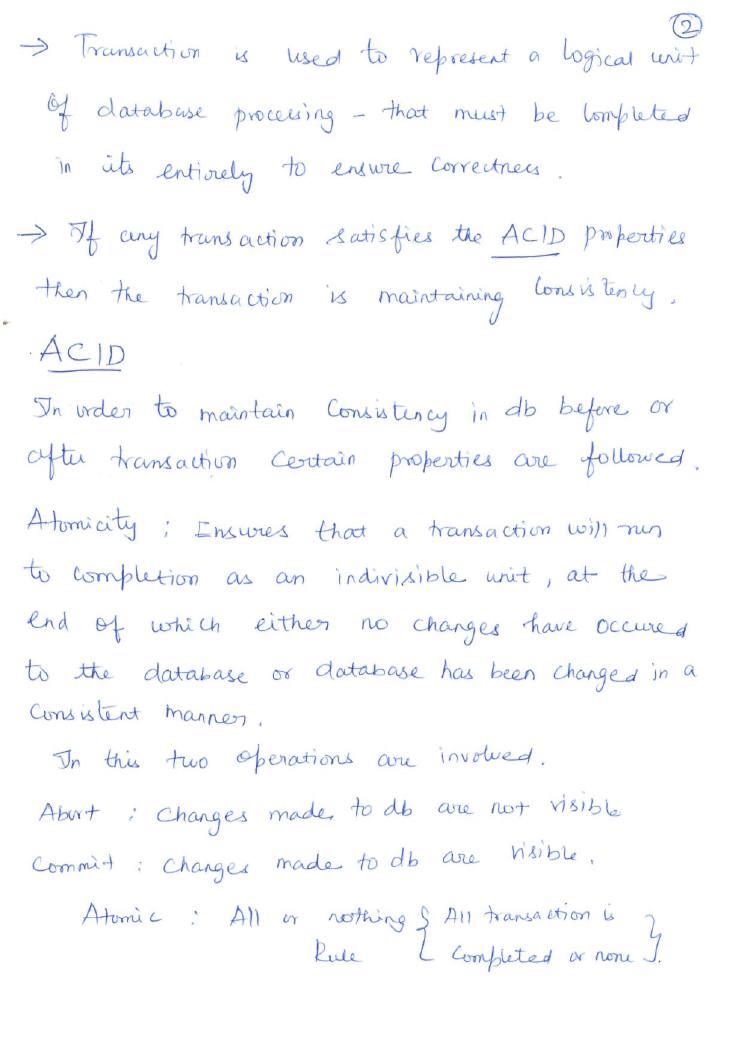 ②
→ Transaction is used to represent a logical unit
of database processing - that must be completed
in its entirely to ensure correctness.
→ If any transaction satisfies the ACID properties
then the transaction is maintaining consistency.
ACID
In order to maintain consistency in db before or
after transaction certain properties are followed.
Atomicity : Ensures that a transaction will run
to completion as an indivisible unit, at the
end of which either no changes have occured
to the database or database has been changed in a
consistent manner.
In this two operations are involved.
Abort : Changes made to db are not visible
Commit : Changes made to db are visible.
Atomic : All or nothing { All transaction is }
Rule { Completed or none }.